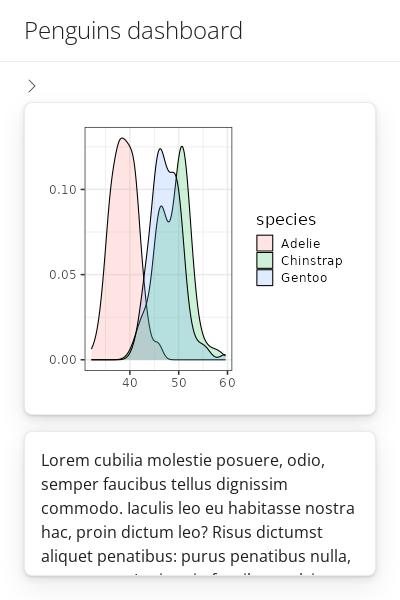 Penguins dashboard
0.10
0.05
0.00
40 50 60
species
Adelie
Chinstrap
Gentoo
Lorem cubilia molestie posuere, odio,
semper faucibus tellus dignissim
commodo. Iaculis leo eu habitasse nostra
hac, proin dictum leo? Risus dictumst
aliquet penatibus: purus penatibus nulla,